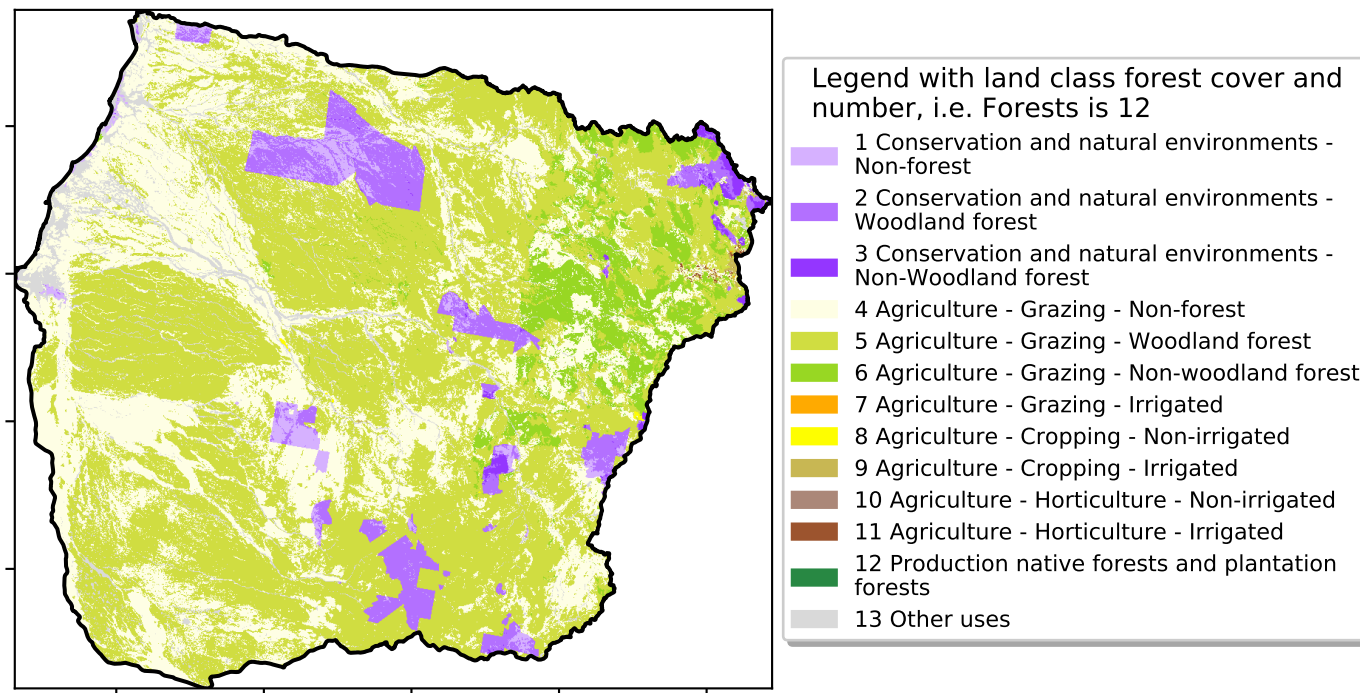 Legend with land class forest cover and
number, i.e. Forests is 12
1 Conservation and natural environments -
Non-forest
2 Conservation and natural environments -
Woodland forest
3 Conservation and natural environments -
Non-Woodland forest
4 Agriculture - Grazing - Non-forest
5 Agriculture - Grazing - Woodland forest
6 Agriculture - Grazing - Non-woodland forest
7 Agriculture - Grazing - Irrigated
8 Agriculture - Cropping - Non-irrigated
9 Agriculture - Cropping - Irrigated
10 Agriculture - Horticulture - Non-irrigated
11 Agriculture - Horticulture - Irrigated
12 Production native forests and plantation
forests
13 Other uses